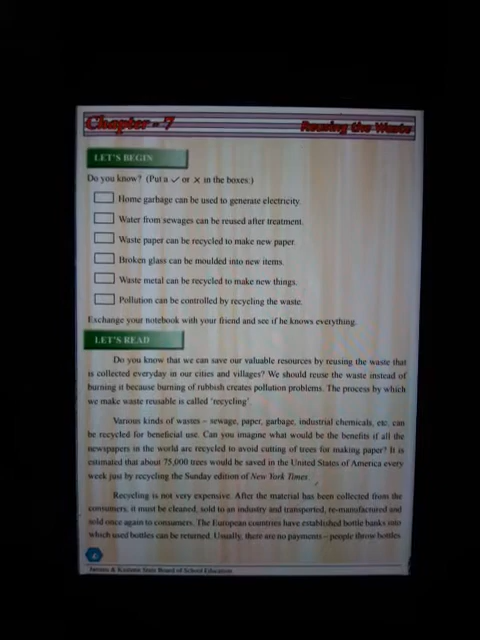 Chapter - 7 Reusing the Waste
LET'S BEGIN
Do you know? (Put a ✓ or × in the boxes:)
Home garbage can be used to generate electricity.
Water from sewages can be reused after treatment.
Waste paper can be recycled to make new paper.
Broken glass can be moulded into new items.
Waste metal can be recycled to make new things.
Pollution can be controlled by recycling the waste.
Exchange your notebook with your friend and see if he knows everything.
LET'S READ
Do you know that we can save our valuable resources by reusing the waste that
is collected everyday in our cities and villages? We should reuse the waste instead of
burning it because burning of rubbish creates pollution problems. The process by which
we make waste reusable is called 'recycling'.
Various kinds of wastes – sewage, paper, garbage, industrial chemicals, etc. can
be recycled for beneficial use. Can you imagine what would be the benefits if all the
newspapers in the world are recycled to avoid cutting of trees for making paper? It is
estimated that about 75,000 trees would be saved in the United States of America every
week just by recycling the Sunday edition of New York Times.
Recycling is not very expensive. After the material has been collected from the
consumers, it must be cleaned, sold to an industry and transported, re-manufactured and
sold once again to consumers. The European countries have established bottle banks into
which used bottles can be returned. Usually, there are no payments – people throw bottles
Jammu & Kashmir State Board of School Education